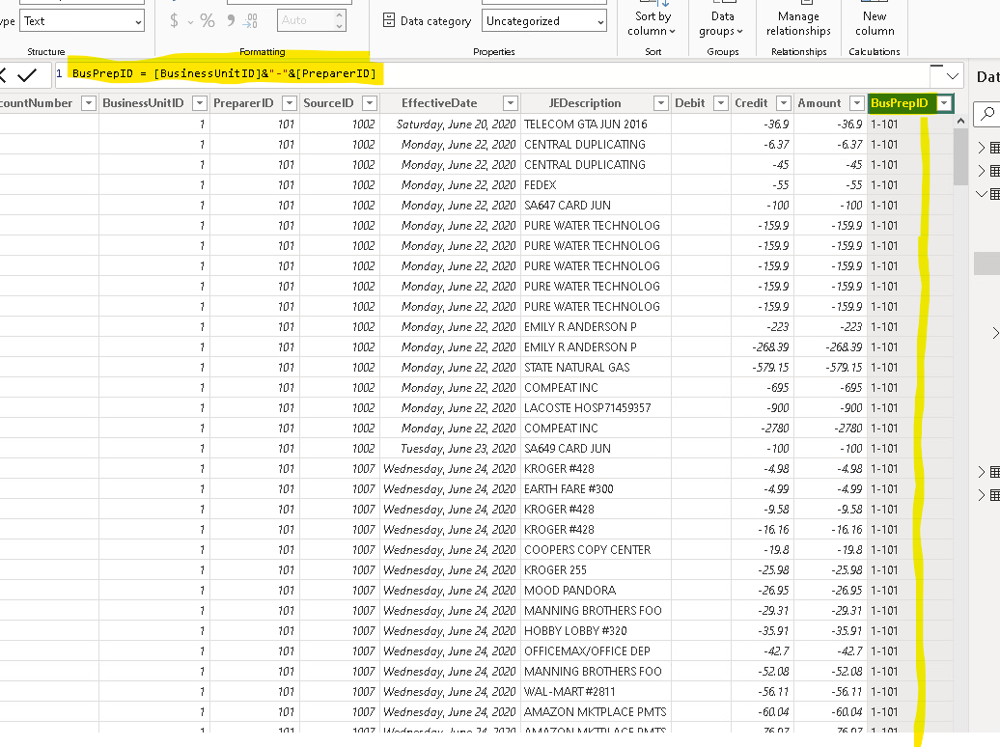 ype Text $ % 9 .00 Auto Data category Uncategorized Sort by column Data groups Manage relationships New column
Structure Formatting Properties Sort Groups Relationships Calculations
1 BusPrepID = [BusinessUnitID]&"-"&[PreparerID] Dat
countNumber BusinessUnitID PreparerID SourceID EffectiveDate JEDescription Debit Credit Amount BusPrepID
1 101 1002 Saturday, June 20, 2020 TELECOM GTA JUN 2016 -36.9 -36.9 1-101
1 101 1002 Monday, June 22, 2020 CENTRAL DUPLICATING -6.37 -6.37 1-101
1 101 1002 Monday, June 22, 2020 CENTRAL DUPLICATING -45 -45 1-101
1 101 1002 Monday, June 22, 2020 FEDEX -55 -55 1-101
1 101 1002 Monday, June 22, 2020 SA647 CARD JUN -100 -100 1-101
1 101 1002 Monday, June 22, 2020 PURE WATER TECHNOLOG -159.9 -159.9 1-101
1 101 1002 Monday, June 22, 2020 PURE WATER TECHNOLOG -159.9 -159.9 1-101
1 101 1002 Monday, June 22, 2020 PURE WATER TECHNOLOG -159.9 -159.9 1-101
1 101 1002 Monday, June 22, 2020 PURE WATER TECHNOLOG -159.9 -159.9 1-101
1 101 1002 Monday, June 22, 2020 PURE WATER TECHNOLOG -159.9 -159.9 1-101
1 101 1002 Monday, June 22, 2020 EMILY R ANDERSON P -223 -223 1-101
1 101 1002 Monday, June 22, 2020 EMILY R ANDERSON P -268.39 -268.39 1-101
1 101 1002 Monday, June 22, 2020 STATE NATURAL GAS -579.15 -579.15 1-101
1 101 1002 Monday, June 22, 2020 COMPEAT INC -695 -695 1-101
1 101 1002 Monday, June 22, 2020 LACOSTE HOSP71459357 -900 -900 1-101
1 101 1002 Monday, June 22, 2020 COMPEAT INC -2780 -2780 1-101
1 101 1002 Tuesday, June 23, 2020 SA649 CARD JUN -100 -100 1-101
1 101 1007 Wednesday, June 24, 2020 KROGER #428 -4.98 -4.98 1-101
1 101 1007 Wednesday, June 24, 2020 EARTH FARE #300 -4.99 -4.99 1-101
1 101 1007 Wednesday, June 24, 2020 KROGER #428 -9.58 -9.58 1-101
1 101 1007 Wednesday, June 24, 2020 KROGER #428 -16.16 -16.16 1-101
1 101 1007 Wednesday, June 24, 2020 COOPERS COPY CENTER -19.8 -19.8 1-101
1 101 1007 Wednesday, June 24, 2020 KROGER 255 -25.98 -25.98 1-101
1 101 1007 Wednesday, June 24, 2020 MOOD PANDORA -26.95 -26.95 1-101
1 101 1007 Wednesday, June 24, 2020 MANNING BROTHERS FOO -29.31 -29.31 1-101
1 101 1007 Wednesday, June 24, 2020 HOBBY LOBBY #320 -35.91 -35.91 1-101
1 101 1007 Wednesday, June 24, 2020 OFFICEMAX/OFFICE DEP -42.7 -42.7 1-101
1 101 1007 Wednesday, June 24, 2020 MANNING BROTHERS FOO -52.08 -52.08 1-101
1 101 1007 Wednesday, June 24, 2020 WAL-MART #2811 -56.11 -56.11 1-101
1 101 1007 Wednesday, June 24, 2020 AMAZON MKTPLACE PMTS -60.04 -60.04 1-101
1 101 1007 Wednesday, June 24, 2020 AMAZON MKTPLACE PMTS -76.07 -76.07 1-101